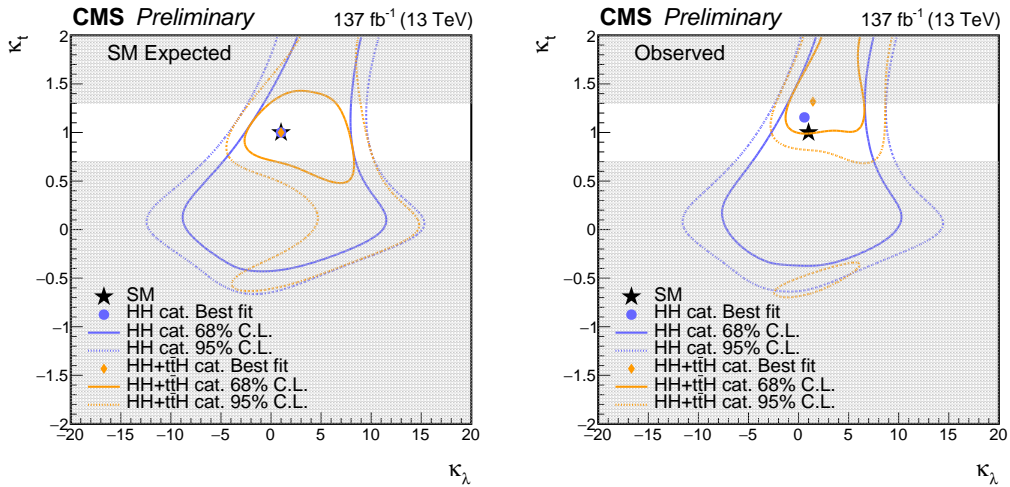 CMS Preliminary 137 fb⁻¹ (13 TeV)
κt
2
1.5
1
0.5
0
−0.5
−1
−1.5
−2
SM Expected
SM
HH cat. Best fit
HH cat. 68% C.L.
HH cat. 95% C.L.
HH+tt̄H cat. Best fit
HH+tt̄H cat. 68% C.L.
HH+tt̄H cat. 95% C.L.
−20 −15 −10 −5 0 5 10 15 20
κλ
CMS Preliminary 137 fb⁻¹ (13 TeV)
κt
2
1.5
1
0.5
0
−0.5
−1
−1.5
−2
Observed
SM
HH cat. Best fit
HH cat. 68% C.L.
HH cat. 95% C.L.
HH+tt̄H cat. Best fit
HH+tt̄H cat. 68% C.L.
HH+tt̄H cat. 95% C.L.
−20 −15 −10 −5 0 5 10 15 20
κλ